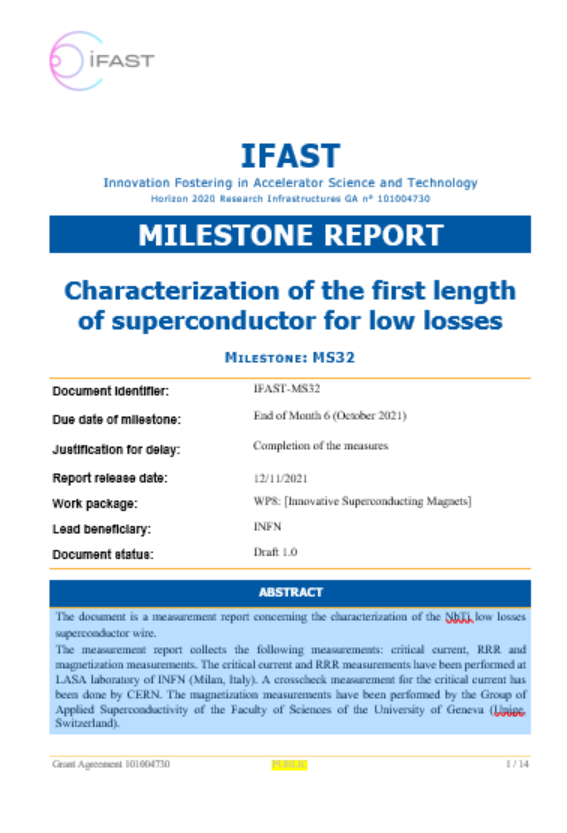 iFAST
IFAST
Innovation Fostering in Accelerator Science and Technology
Horizon 2020 Research Infrastructures GA n° 101004730
MILESTONE REPORT
Characterization of the first length
of superconductor for low losses
MILESTONE: MS32
Document identifier: IFAST-MS32
Due date of milestone: End of Month 6 (October 2021)
Justification for delay: Completion of the measures
Report release date: 12/11/2021
Work package: WP8: [Innovative Superconducting Magnets]
Lead beneficiary: INFN
Document status: Draft 1.0
ABSTRACT
The document is a measurement report concerning the characterization of the NbTi low losses
superconductor wire.
The measurement report collects the following measurements: critical current, RRR and
magnetization measurements. The critical current and RRR measurements have been performed at
LASA laboratory of INFN (Milan, Italy). A crosscheck measurement for the critical current has
been done by CERN. The magnetization measurements have been performed by the Group of
Applied Superconductivity of the Faculty of Sciences of the University of Geneva (Unige,
Switzerland).
Grant Agreement 101004730 PUBLIC 1 / 14